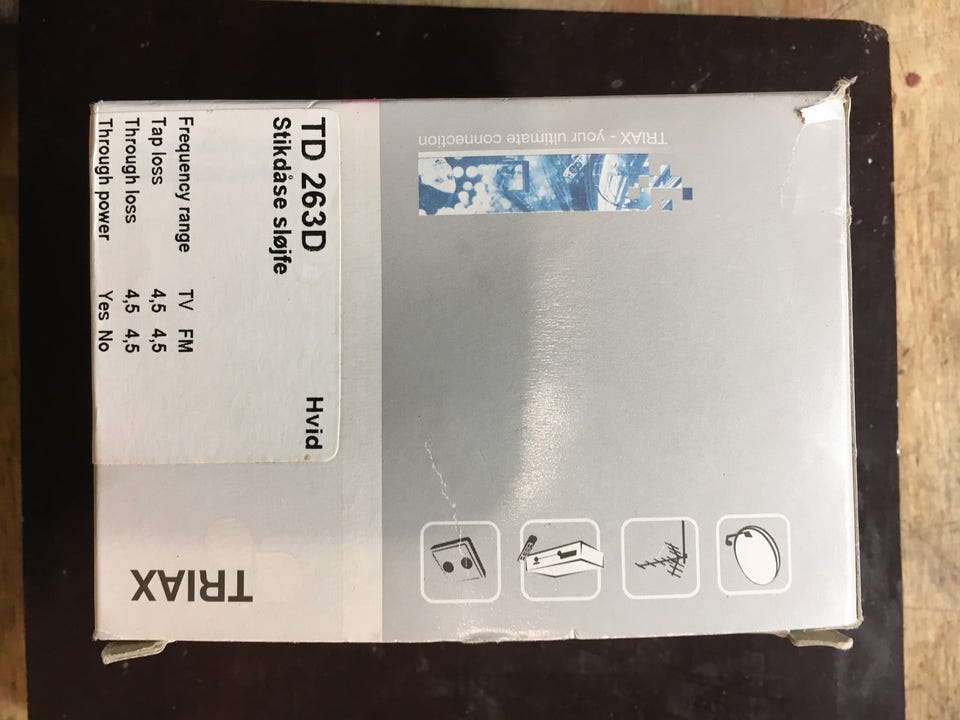 TD 263D
Stikdåse sløjfe
Hvid
Frequency range TV FM
Tap loss 4,5 4,5
Through loss 4,5 4,5
Through power Yes No
TRIAX - your ultimate connection
TRIAX